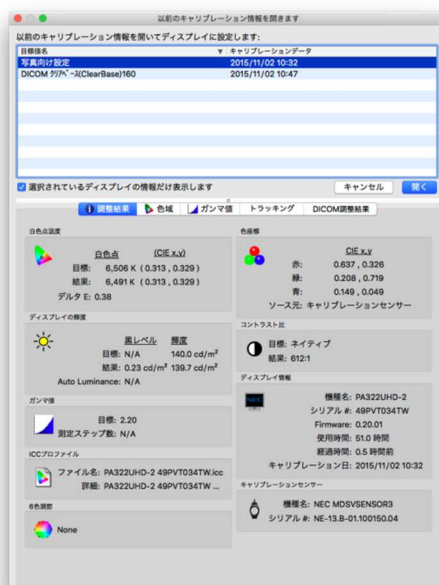 以前のキャリブレーション情報を開きます
以前のキャリブレーション情報を開いてディスプレイに設定します:
目標値名 ▼ キャリブレーションデータ
写真向け設定 2015/11/02 10:32
DICOM クリアベース(ClearBase)160 2015/11/02 10:47
選択されているディスプレイの情報だけ表示します
キャンセル 開く
調整結果 色域 ガンマ値 トラッキング DICOM調整結果
白色点温度
白色点 (CIE x,y)
目標: 6,506 K ( 0.313 , 0.329 )
結果: 6,491 K ( 0.313 , 0.329 )
デルタ E: 0.38
ディスプレイの輝度
黒レベル 輝度
目標: N/A 140.0 cd/m²
結果: 0.23 cd/m² 139.7 cd/m²
Auto Luminance: N/A
ガンマ値
目標: 2.20
測定ステップ数: N/A
ICCプロファイル
ファイル名: PA322UHD-2 49PVT034TW.icc
詳細: PA322UHD-2 49PVT034TW ...
6色調節
None
色座標
CIE x,y
赤: 0.637 , 0.326
緑: 0.208 , 0.719
青: 0.149 , 0.049
ソース元: キャリブレーションセンサー
コントラスト比
目標: ネイティブ
結果: 612:1
ディスプレイ情報
NEC
機種名: PA322UHD-2
シリアル #: 49PVT034TW
Firmware: 0.20.01
使用時間: 51.0 時間
経過時間: 0.5 時間前
キャリブレーション日: 2015/11/02 10:32
キャリブレーションセンサー
機種名: NEC MDSVSENSOR3
シリアル #: NE-13.B-01.100150.04